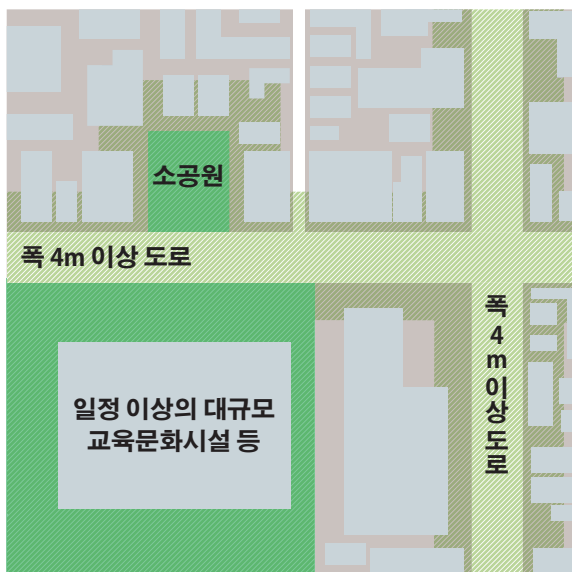 소공원
폭 4m 이상 도로
폭 4m 이상 도로
일정 이상의 대규모
교육문화시설 등